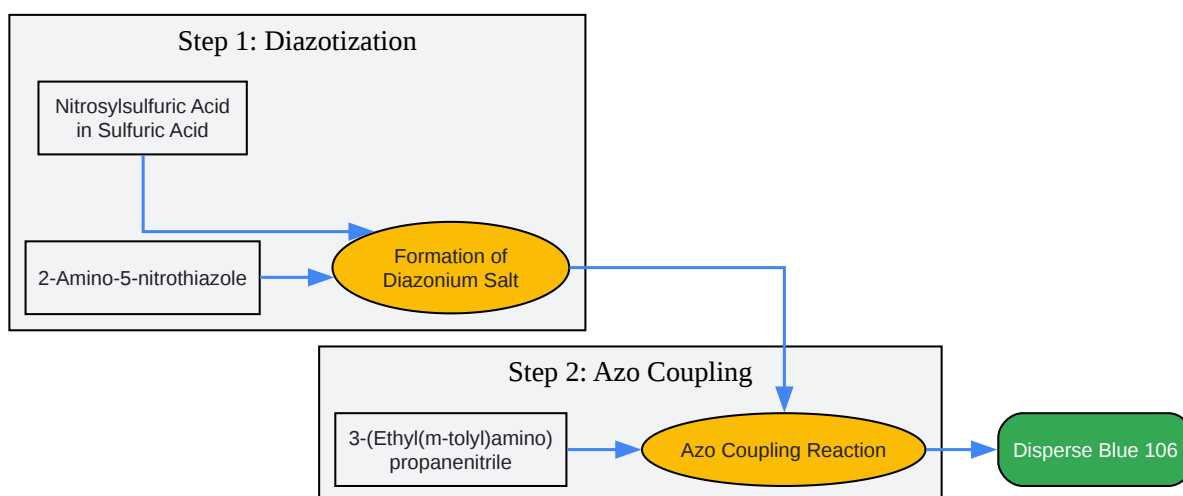 Step 1: Diazotization
Nitrosylsulfuric Acid
in Sulfuric Acid
2-Amino-5-nitrothiazole
Formation of
Diazonium Salt
Step 2: Azo Coupling
3-(Ethyl(m-tolyl)amino)
propanenitrile
Azo Coupling Reaction
Disperse Blue 106